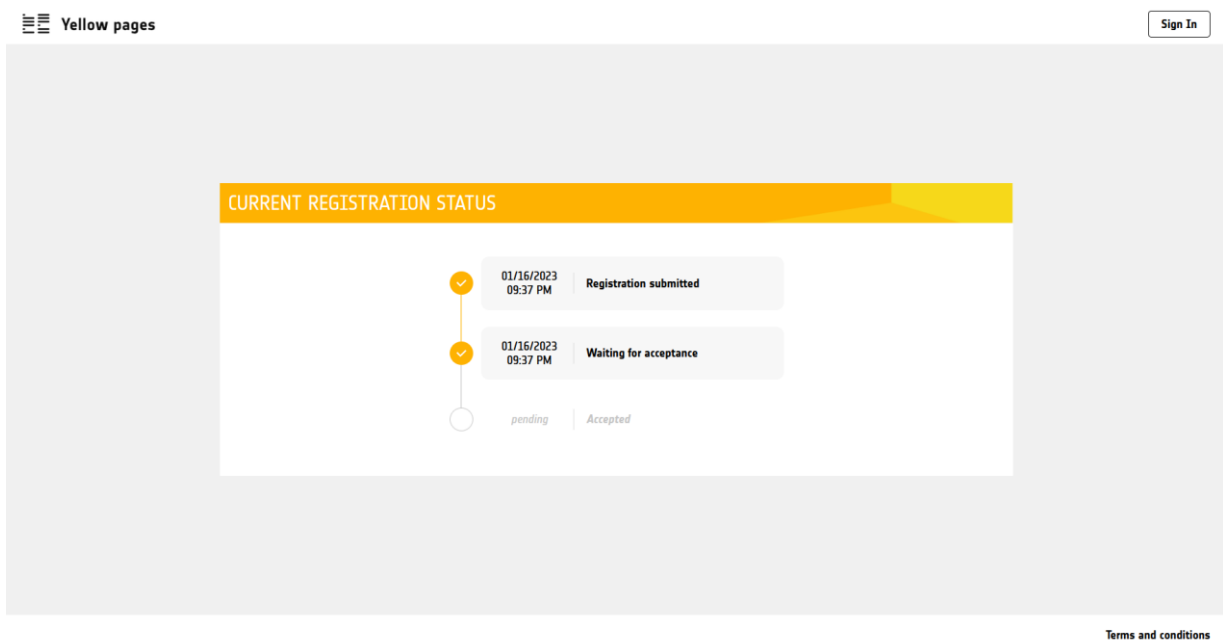 Yellow pages
Sign In
CURRENT REGISTRATION STATUS
01/16/2023
09:37 PM
Registration submitted
01/16/2023
09:37 PM
Waiting for acceptance
pending
Accepted
Terms and conditions